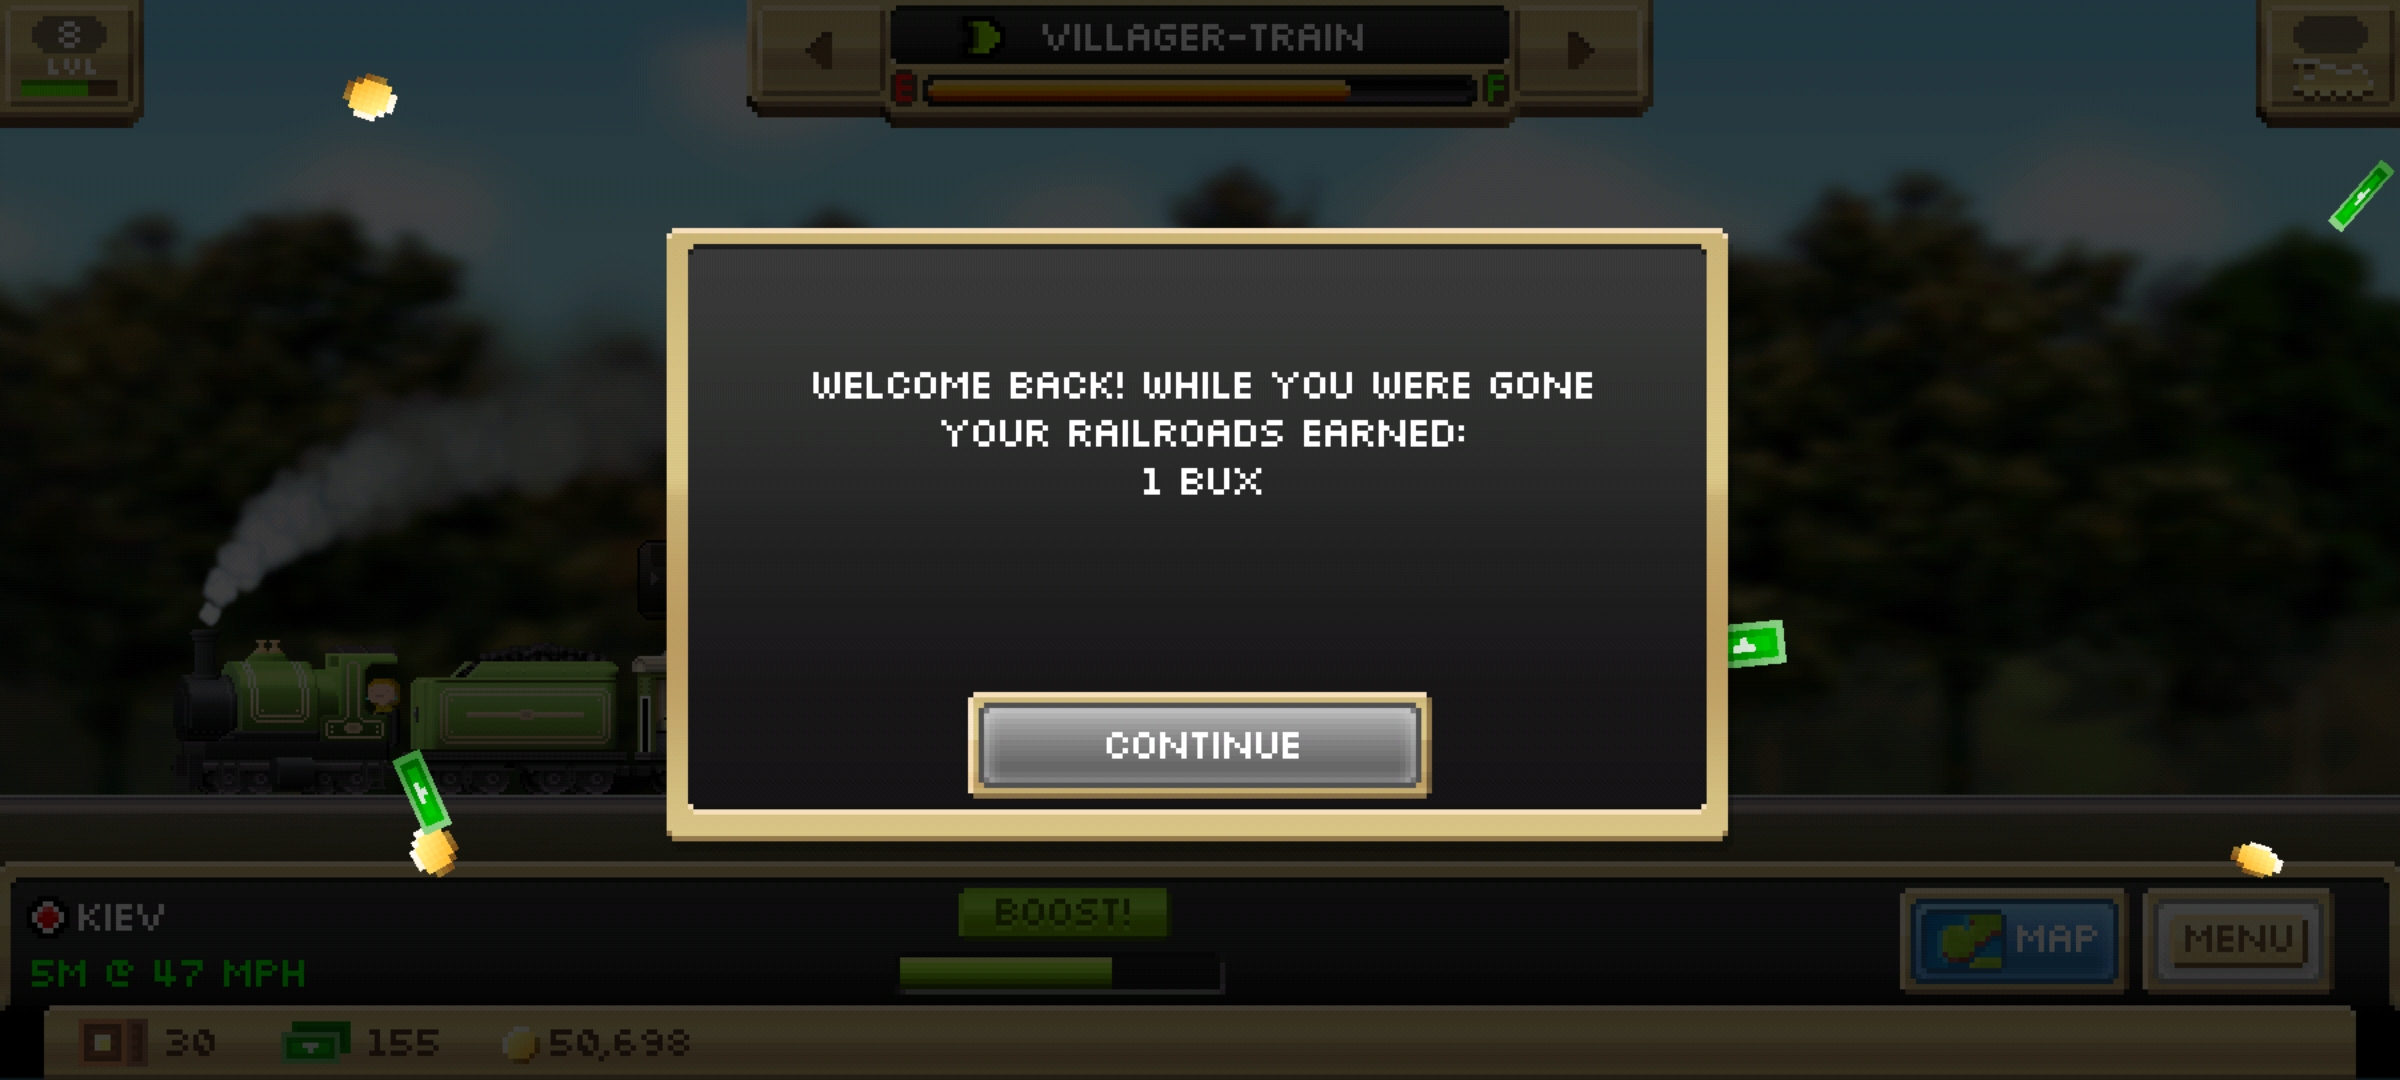 8
LVL
VILLAGER-TRAIN
E F
WELCOME BACK! WHILE YOU WERE GONE
YOUR RAILROADS EARNED:
1 BUX
CONTINUE
KIEV
5M @ 47 MPH
BOOST!
MAP
MENU
30 155 50,698